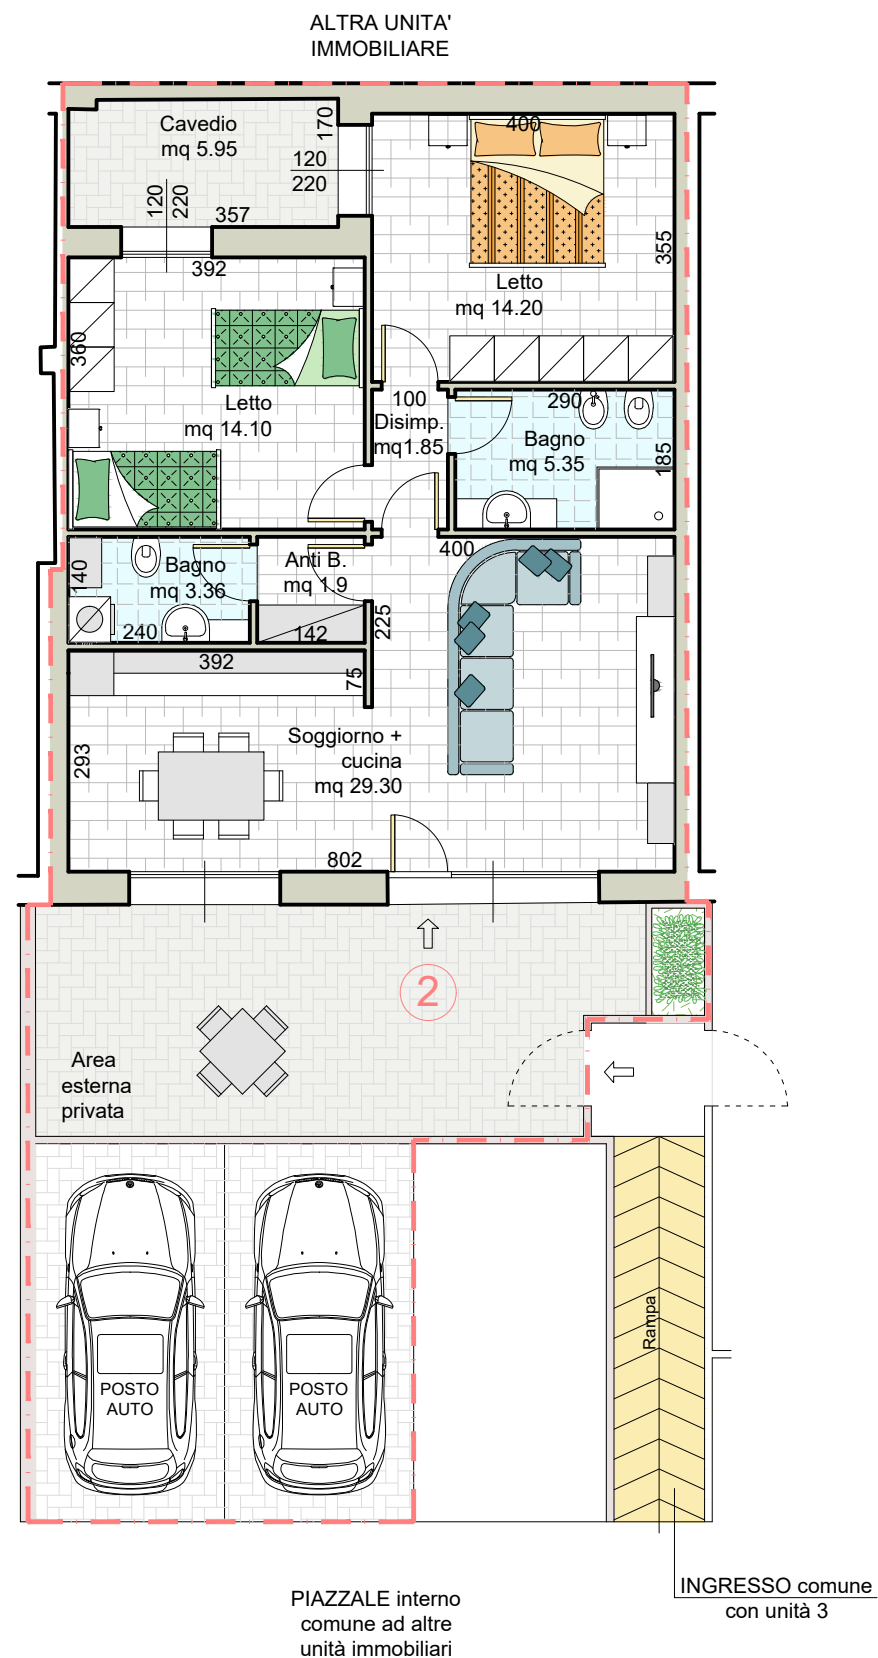 ALTRA UNITA'
IMMOBILIARE
Cavedio
mq 5.95
170
120
220
120
220
357
400
355
Letto
mq 14.20
392
360
Letto
mq 14.10
100
Disimp.
mq1.85
290
Bagno
mq 5.35
185
140
Bagno
mq 3.36
240
Anti B.
mq 1.9
142
400
225
392
75
293
Soggiorno +
cucina
mq 29.30
802
2
Area
esterna
privata
POSTO
AUTO
POSTO
AUTO
Rampa
INGRESSO comune
con unità 3
PIAZZALE interno
comune ad altre
unità immobiliari